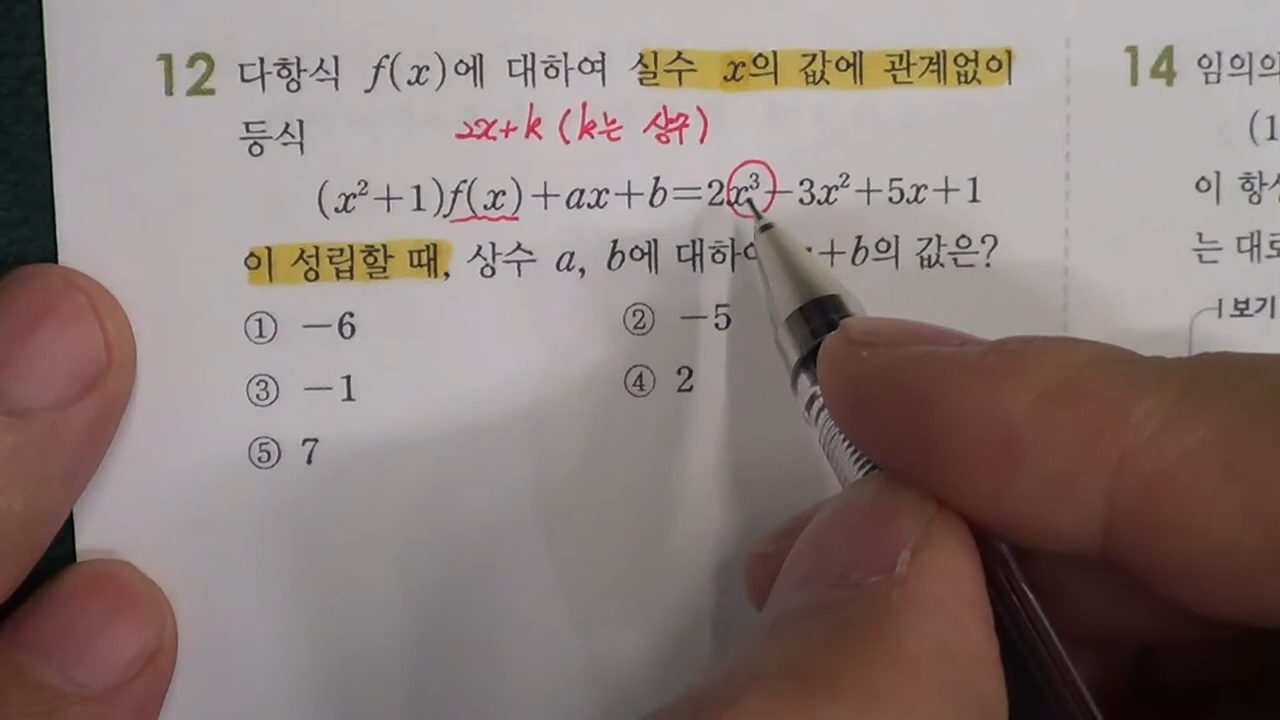 12 다항식 f(x)에 대하여 실수 x의 값에 관계없이
등식
2x+k (k는 상수)
(x²+1)f(x)+ax+b=2x³-3x²+5x+1
이 성립할 때, 상수 a, b에 대하여 +b의 값은?
① -6
② -5
③ -1
④ 2
⑤ 7
14 임의의
(1
이 항상
는 대로
보기